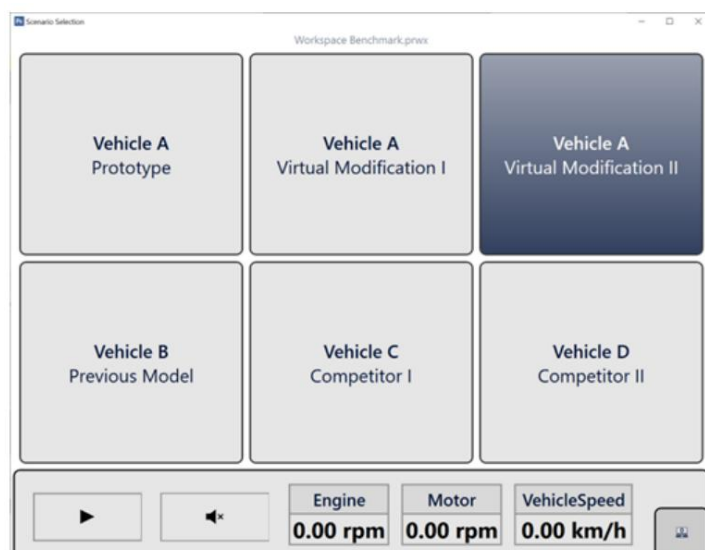 Scenario Selection
Workspace Benchmark.prwx
Vehicle A
Prototype
Vehicle A
Virtual Modification I
Vehicle A
Virtual Modification II
Vehicle B
Previous Model
Vehicle C
Competitor I
Vehicle D
Competitor II
Engine
0.00 rpm
Motor
0.00 rpm
VehicleSpeed
0.00 km/h